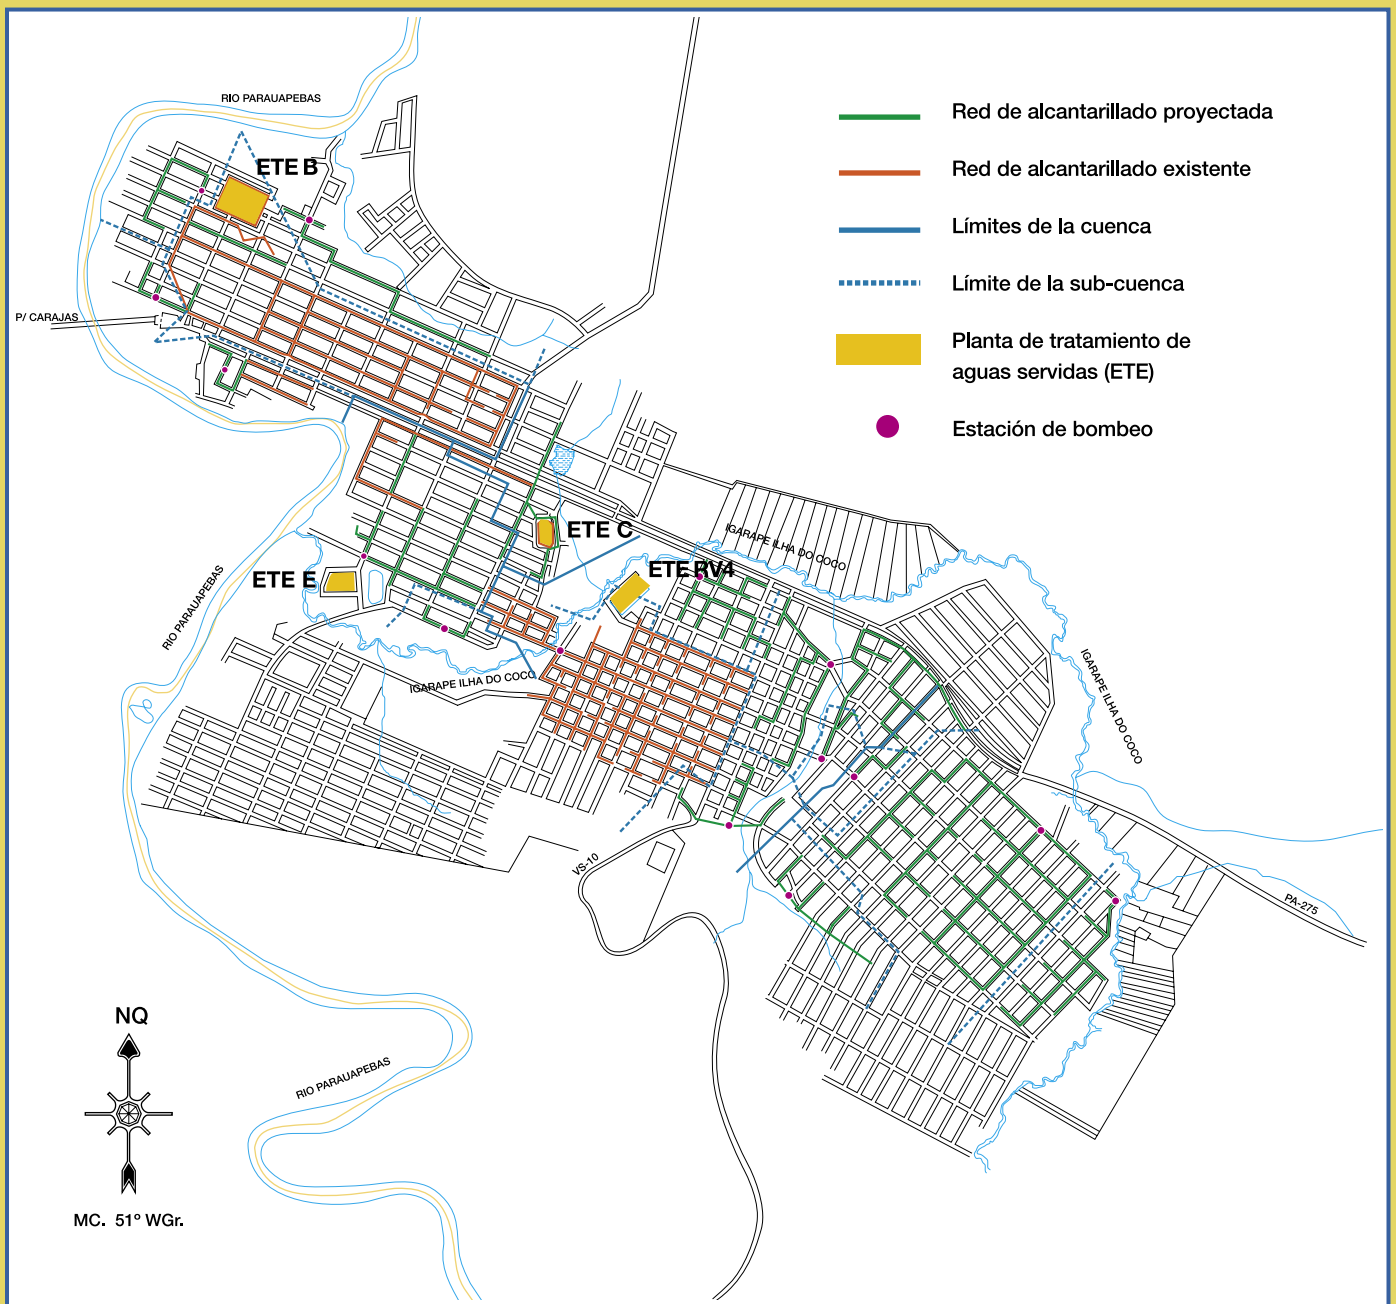 RIO PARAUAPEBAS
ETE B
P/ CARAJAS
Red de alcantarillado proyectada
Red de alcantarillado existente
Límites de la cuenca
Límite de la sub-cuenca
Planta de tratamiento de
aguas servidas (ETE)
Estación de bombeo
ETE C
IGARAPE ILHA DO COCO
ETE RV4
ETE E
RIO PARAUAPEBAS
IGARAPE ILHA DO COCO
IGARAPE ILHA DO COCO
VS-10
PA-275
NQ
RIO PARAUAPEBAS
MC. 51º WGr.